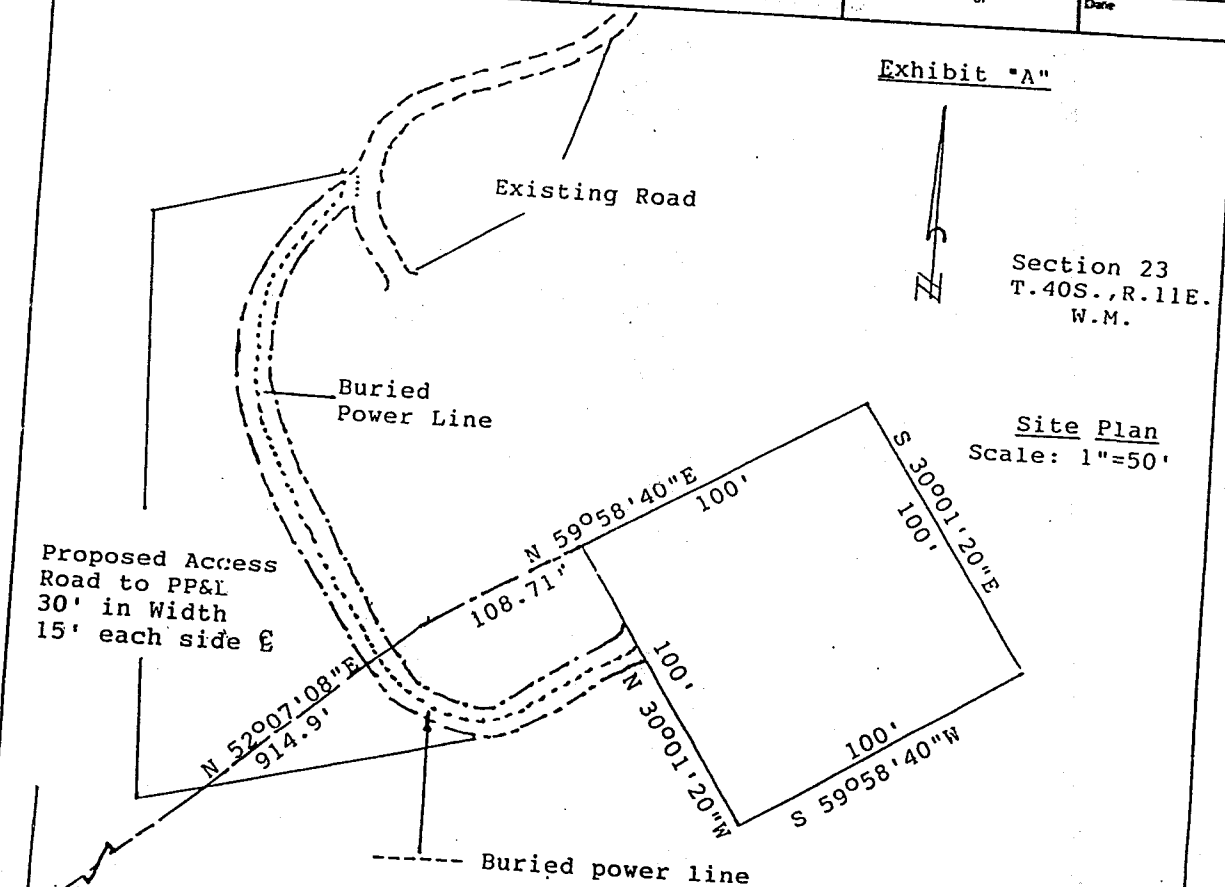 Date
Exhibit "A"
Existing Road
N
Section 23
T.40S.,R.11E.
W.M.
Buried
Power Line
Site Plan
Scale: 1"=50'
N 59°58'40"E
100'
S 30°01'20"E
100'
108.71'
Proposed Access
Road to PP&L
30' in Width
15' each side ℄
N 52°07'08"E
914.9'
100'
N 30°01'20"W
100'
S 59°58'40"W
------ Buried power line